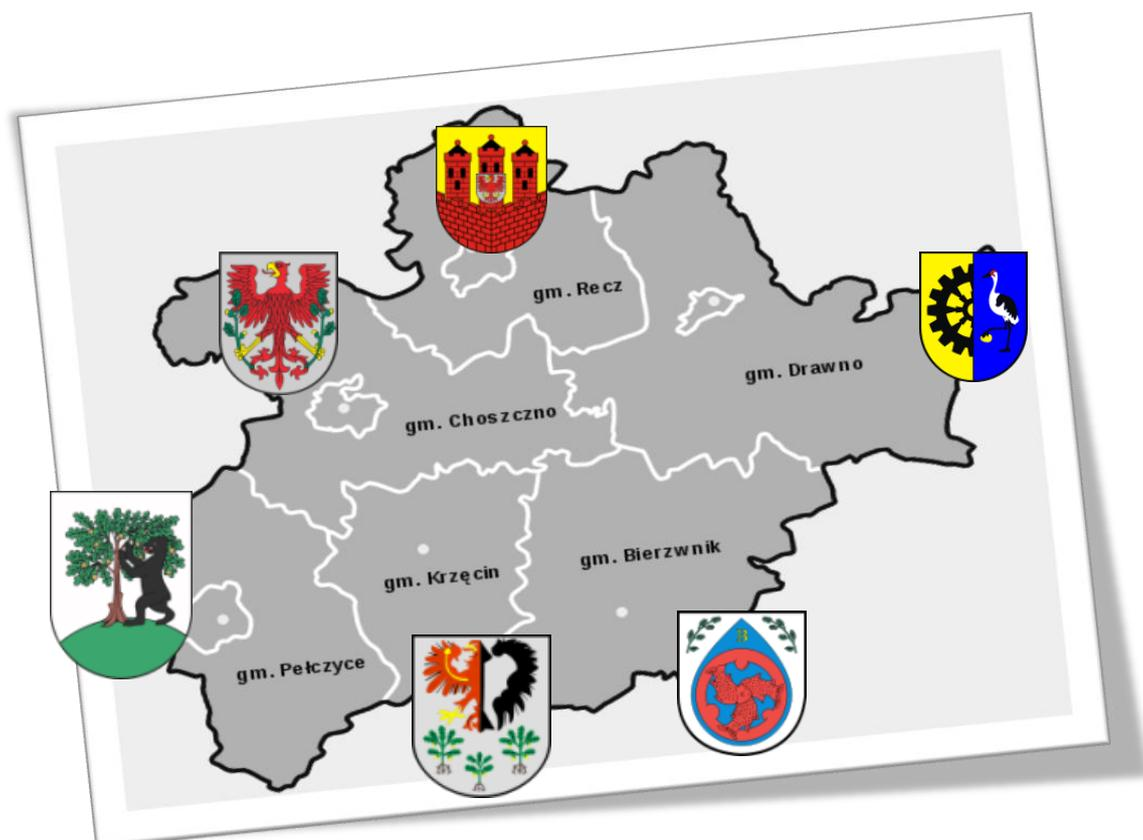 gm. Recz
gm. Drawno
gm. Choszczno
gm. Bierzwnik
gm. Krzęcin
gm. Pełczyce
B